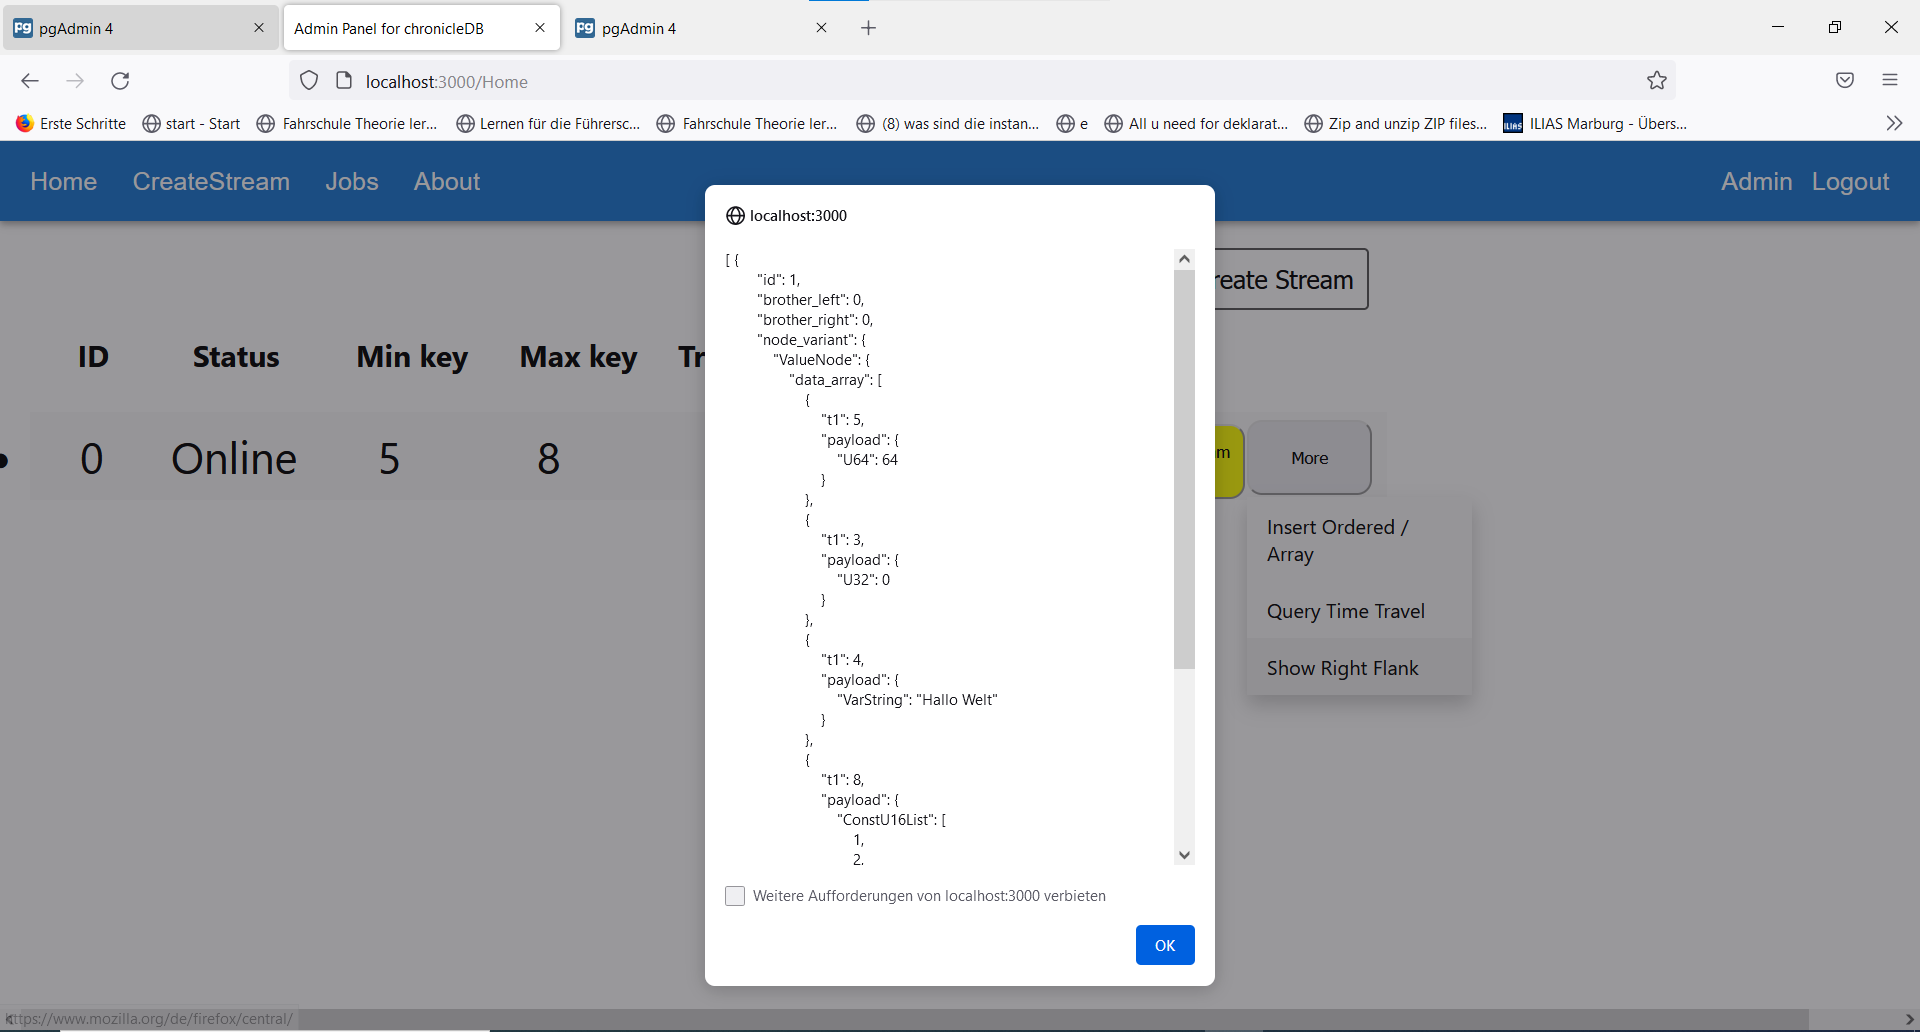 pgAdmin 4
Admin Panel for chronicleDB
pgAdmin 4
localhost:3000/Home
Erste Schritte
start - Start
Fahrschule Theorie ler...
Lernen für die Führersc...
Fahrschule Theorie ler...
(8) was sind die instan...
e
All u need for deklarat...
Zip and unzip ZIP files...
ILIAS Marburg - Übers...
Home CreateStream Jobs About Admin Logout
localhost:3000
reate Stream
ID Status Min key Max key Tr
0 Online 5 8
m
More
Insert Ordered /
Array
Query Time Travel
Show Right Flank
[ {
"id": 1,
"brother_left": 0,
"brother_right": 0,
"node_variant": {
"ValueNode": {
"data_array": [
{
"t1": 5,
"payload": {
"U64": 64
}
},
{
"t1": 3,
"payload": {
"U32": 0
}
},
{
"t1": 4,
"payload": {
"VarString": "Hallo Welt"
}
},
{
"t1": 8,
"payload": {
"ConstU16List": [
1,
2,
Weitere Aufforderungen von localhost:3000 verbieten
OK
https://www.mozilla.org/de/firefox/central/